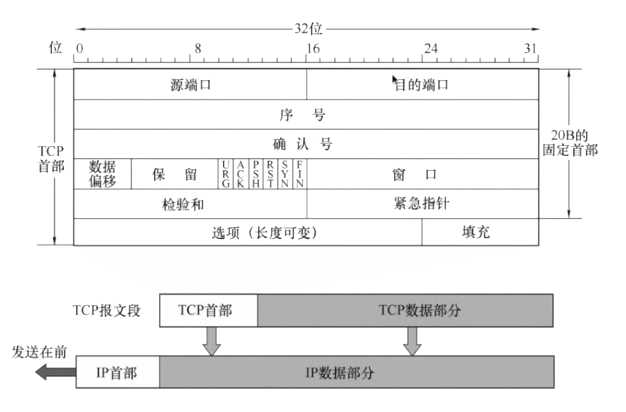 32位
位 0 8 16 24 31
源端口 目的端口
序 号
TCP首部
确 认 号
20B的固定首部
数据偏移 保 留 URG ACK PSH RST SYN FIN 窗 口
检验和 紧急指针
选项（长度可变） 填充
TCP报文段 TCP首部 TCP数据部分
发送在前
IP首部 IP数据部分